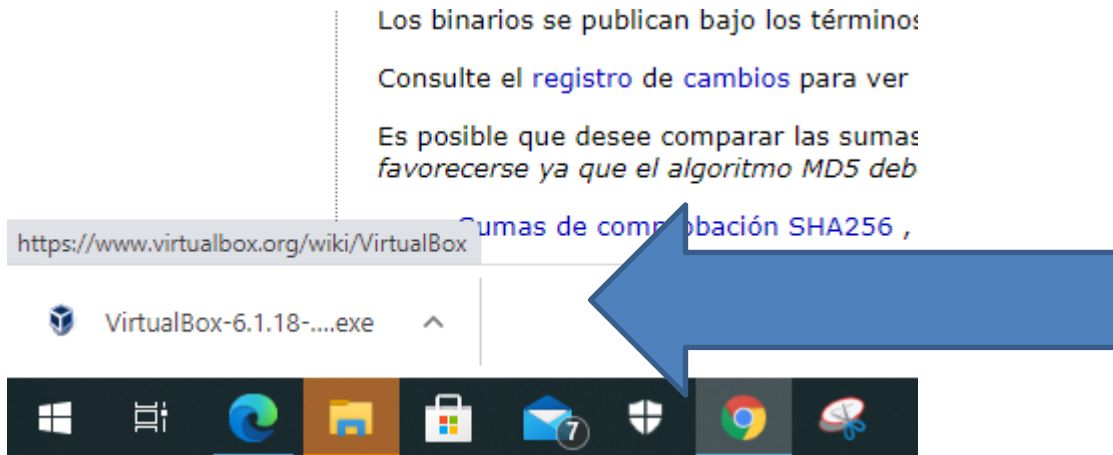 Los binarios se publican bajo los términos
Consulte el registro de cambios para ver
Es posible que desee comparar las sumas
favorecerse ya que el algoritmo MD5 deb
Sumas de comprobación SHA256 ,
https://www.virtualbox.org/wiki/VirtualBox
VirtualBox-6.1.18-....exe
7